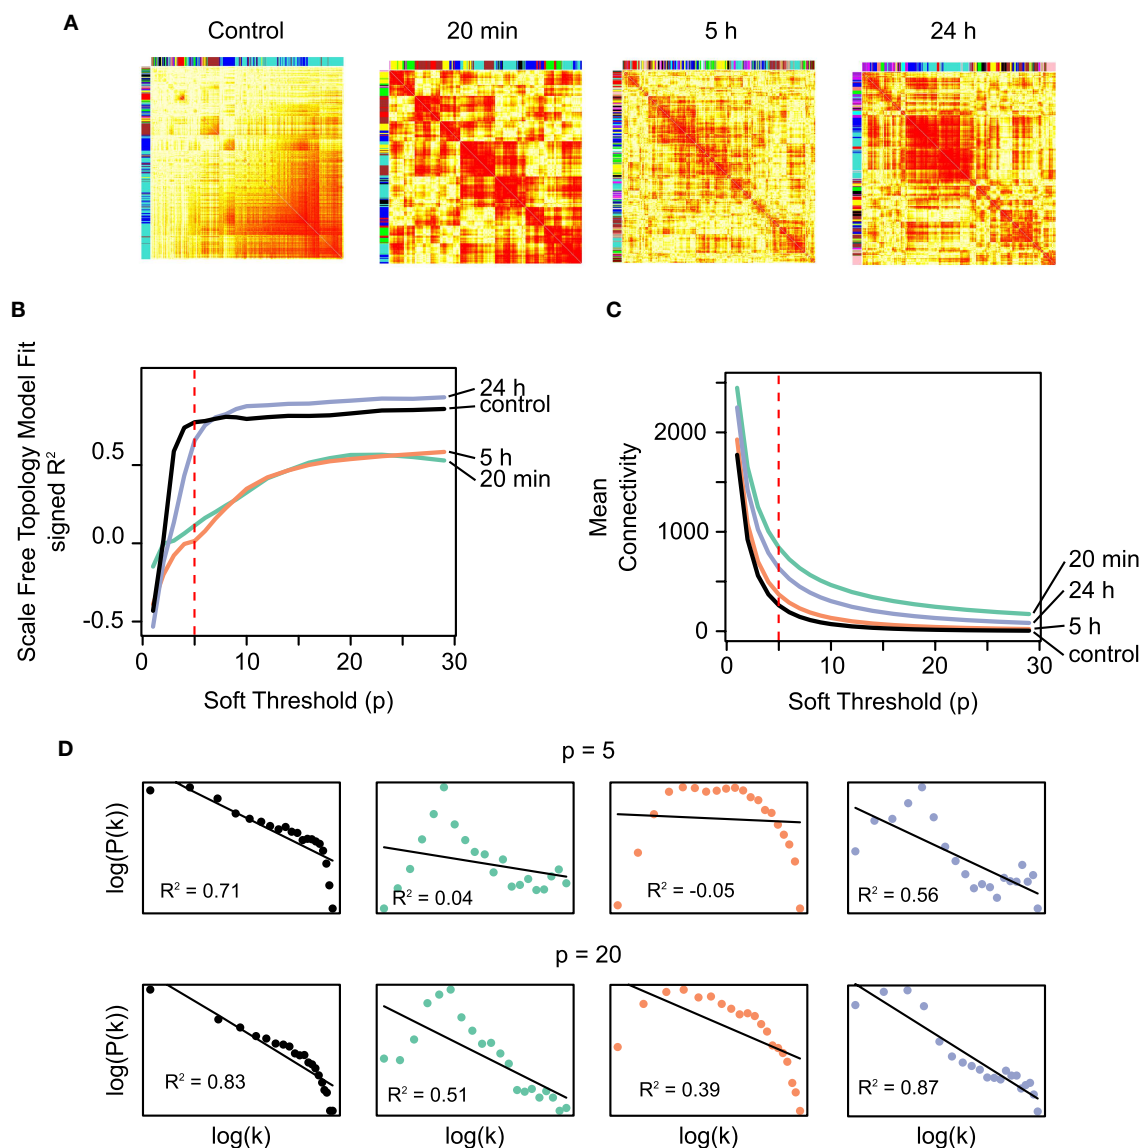 A
Control
20 min
5 h
24 h
B
Scale Free Topology Model Fit
signed R²
0.5
0.0
-0.5
0
10
20
30
Soft Threshold (p)
24 h
control
5 h
20 min
C
Mean
Connectivity
2000
1000
0
0
10
20
30
Soft Threshold (p)
20 min
24 h
5 h
control
D
p = 5
log(P(k))
R² = 0.71
R² = 0.04
R² = -0.05
R² = 0.56
p = 20
log(P(k))
R² = 0.83
R² = 0.51
R² = 0.39
R² = 0.87
log(k)
log(k)
log(k)
log(k)